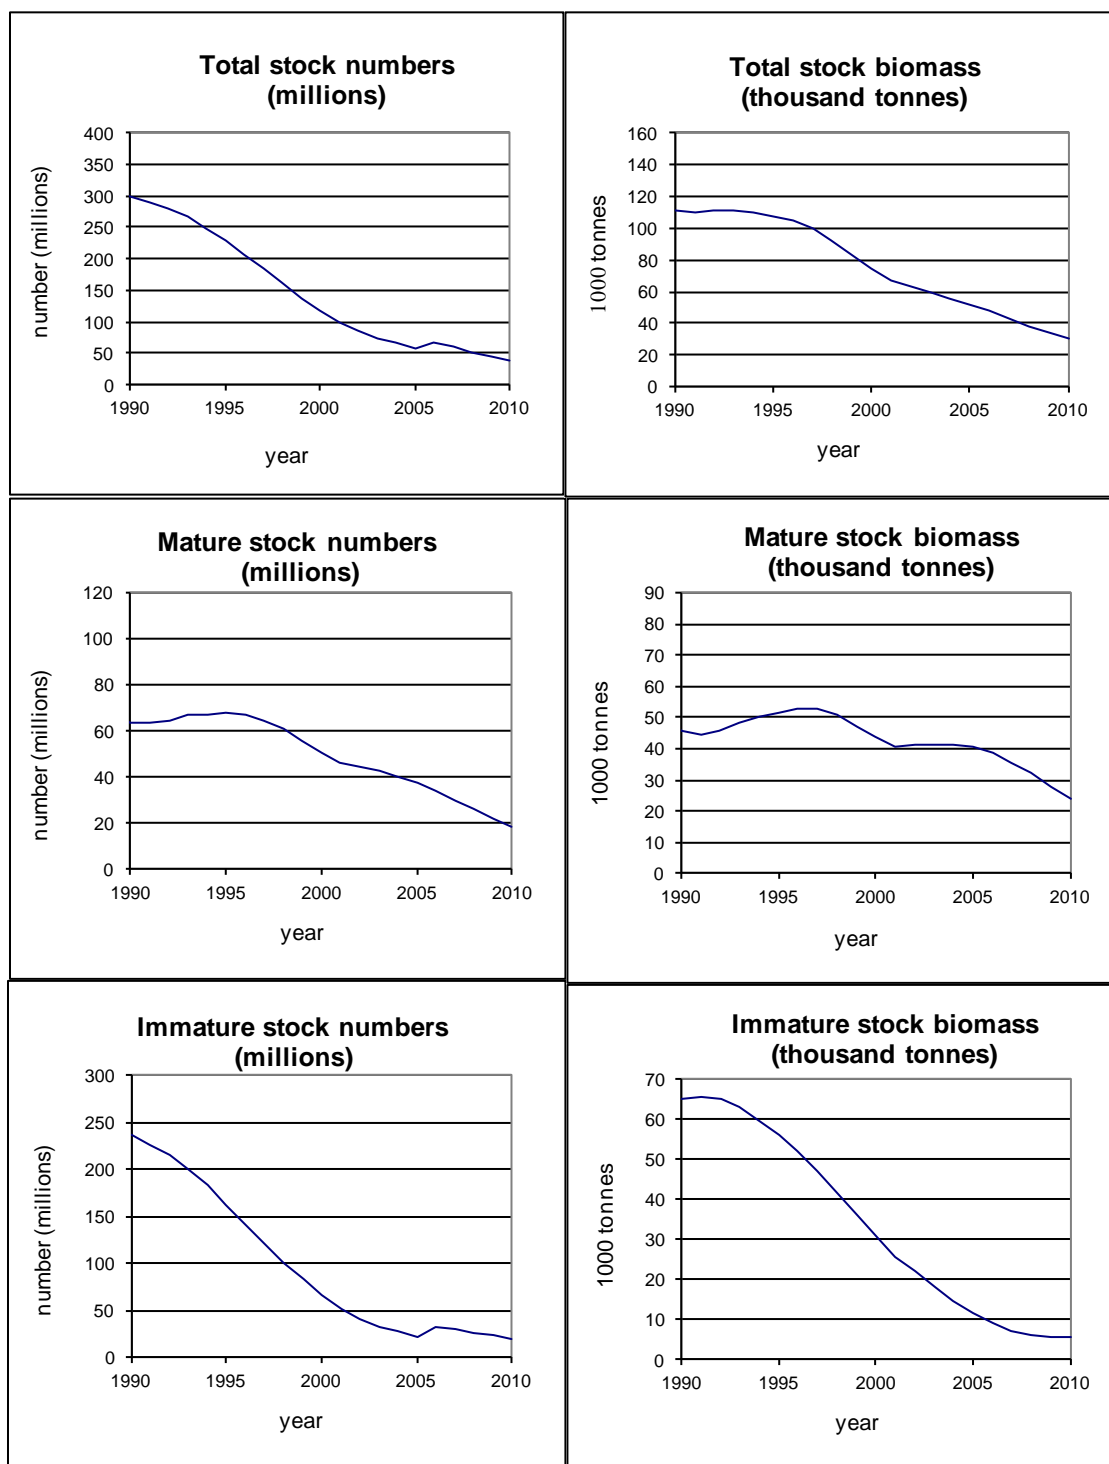 Total stock numbers
(millions)
number (millions)
400
350
300
250
200
150
100
50
0
1990 1995 2000 2005 2010
year
Total stock biomass
(thousand tonnes)
1000 tonnes
160
140
120
100
80
60
40
20
0
1990 1995 2000 2005 2010
year
Mature stock numbers
(millions)
number (millions)
120
100
80
60
40
20
0
1990 1995 2000 2005 2010
year
Mature stock biomass
(thousand tonnes)
1000 tonnes
90
80
70
60
50
40
30
20
10
0
1990 1995 2000 2005 2010
year
Immature stock numbers
(millions)
number (millions)
300
250
200
150
100
50
0
1990 1995 2000 2005 2010
year
Immature stock biomass
(thousand tonnes)
1000 tonnes
70
60
50
40
30
20
10
0
1990 1995 2000 2005 2010
year